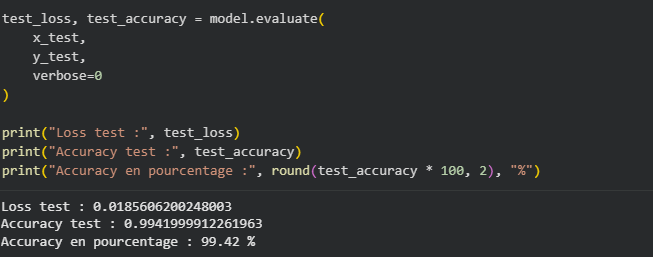 test_loss, test_accuracy = model.evaluate(
    x_test,
    y_test,
    verbose=0
)

print("Loss test :", test_loss)
print("Accuracy test :", test_accuracy)
print("Accuracy en pourcentage :", round(test_accuracy * 100, 2), "%")
Loss test : 0.0185606200248003
Accuracy test : 0.9941999912261963
Accuracy en pourcentage : 99.42 %